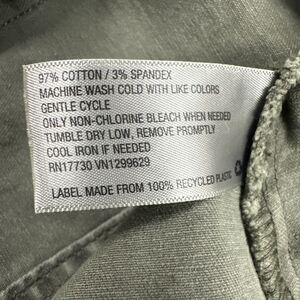 97% COTTON / 3% SPANDEX
MACHINE WASH COLD WITH LIKE COLORS
GENTLE CYCLE
ONLY NON-CHLORINE BLEACH WHEN NEEDED
TUMBLE DRY LOW, REMOVE PROMPTLY
COOL IRON IF NEEDED
RN17730 VN1299629
LABEL MADE FROM 100% RECYCLED PLASTIC